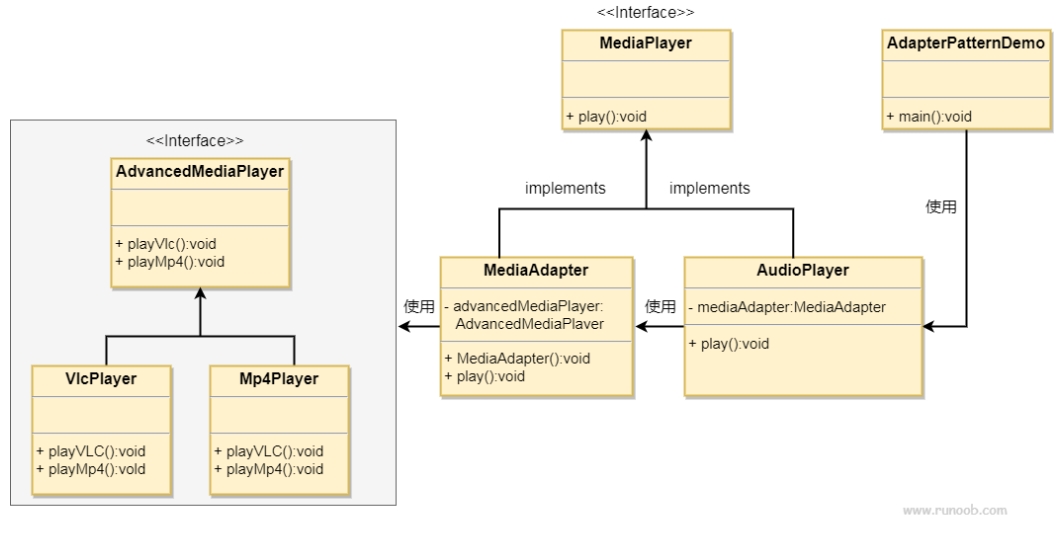 <<Interface>>
MediaPlayer
+ play():void
AdapterPatternDemo
+ main():void
<<Interface>>
AdvancedMediaPlayer
+ playVlc():void
+ playMp4():void
implements
implements
使用
MediaAdapter
- advancedMediaPlayer:
AdvancedMediaPlaver
+ MediaAdapter():void
+ play():void
AudioPlayer
- mediaAdapter:MediaAdapter
+ play():void
使用
使用
VlcPlayer
+ playVLC():void
+ playMp4():vold
Mp4Player
+ playVLC():void
+ playMp4():void
www.runoob.com